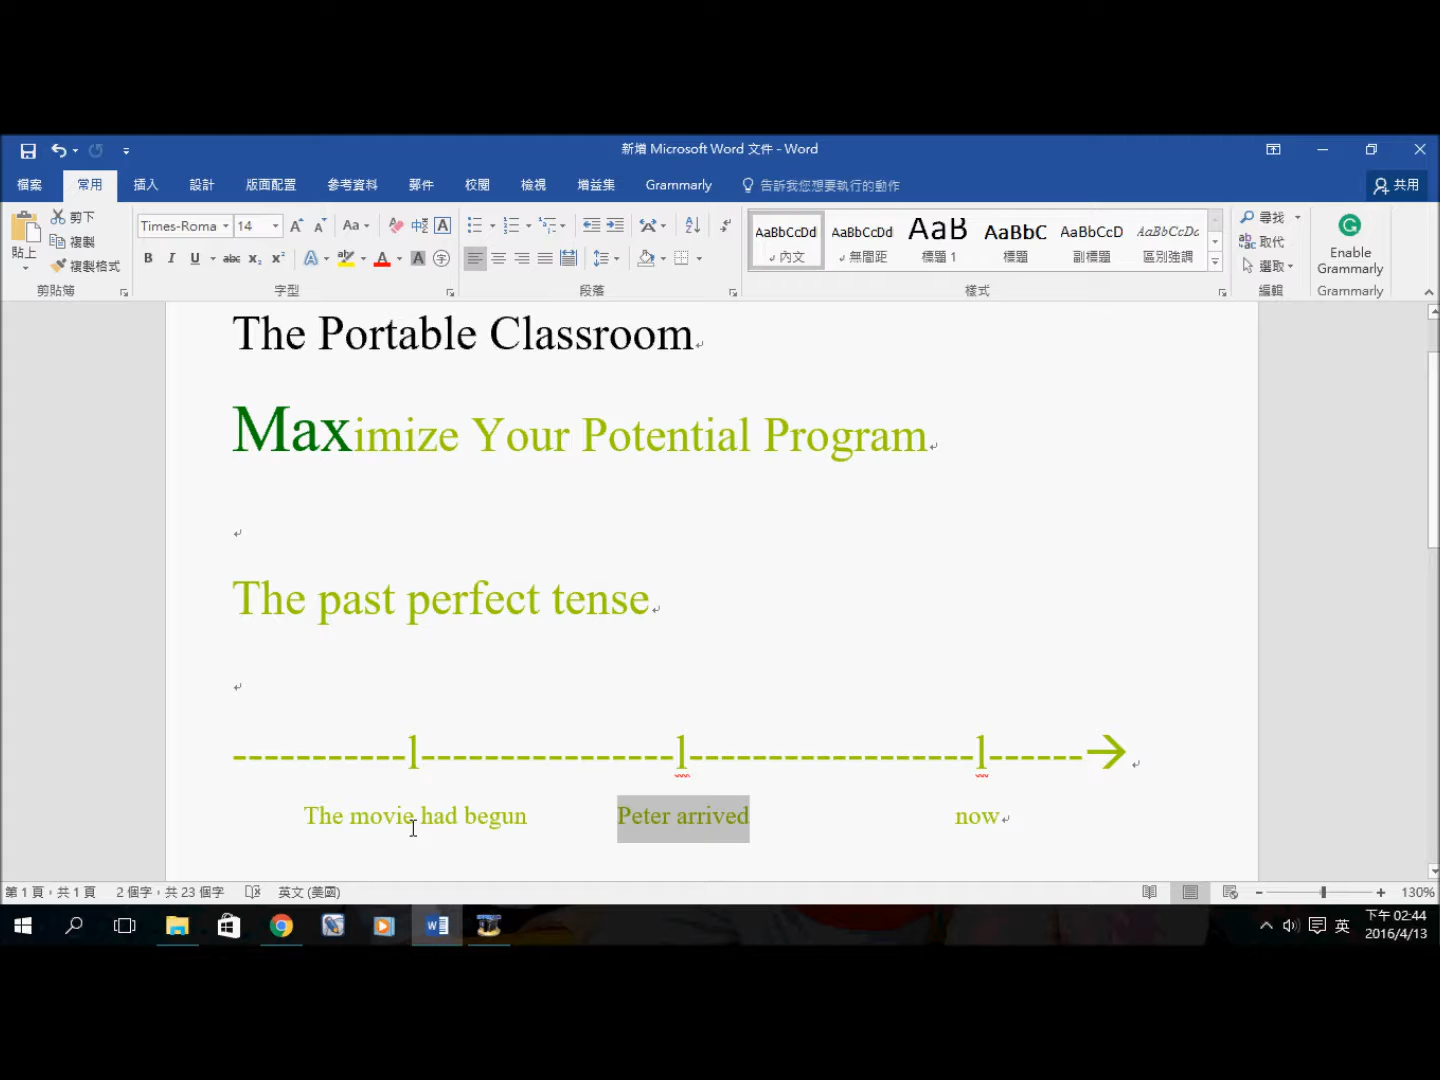 新增 Microsoft Word 文件 - Word
檔案 常用 插入 設計 版面配置 參考資料 郵件 校閱 檢視 增益集 Grammarly 告訴我您想要執行的動作 共用
貼上
剪下
複製
複製格式
剪貼簿
Times-Roma 14
字型
段落
AaBbCcDd 內文
AaBbCcDd 無間距
AaB 標題 1
AaBbC 標題
AaBbCcD 副標題
AaBbCcDc 區別強調
樣式
尋找
取代
選取
編輯
Enable
Grammarly
Grammarly
The Portable Classroom
Maximize Your Potential Program
The past perfect tense
-----------l----------------l------------------l------→
The movie had begun Peter arrived now
第 1 頁，共 1 頁 2 個字，共 23 個字 英文 (美國) 130%
英 下午 02:44
2016/4/13